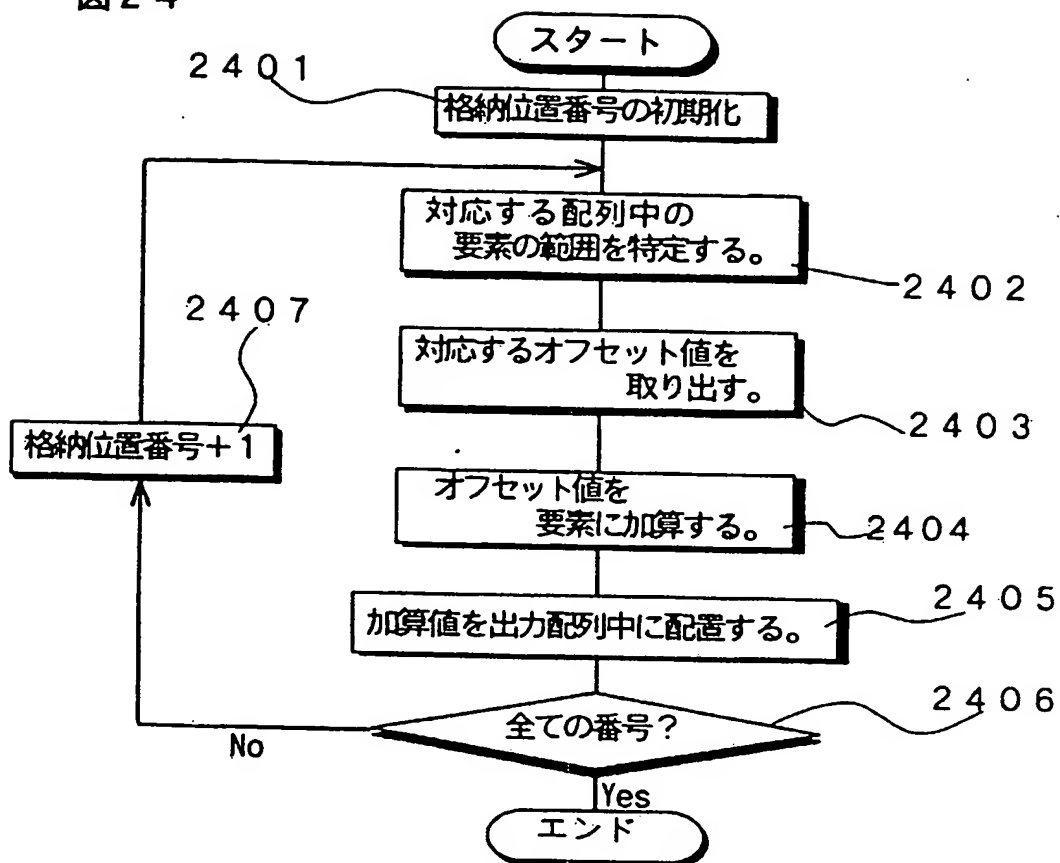 図24
スタート
2401
格納位置番号の初期化
対応する配列中の
要素の範囲を特定する。
2402
2407
対応するオフセット値を
取り出す。
2403
格納位置番号+1
オフセット値を
要素に加算する。
2404
2405
加算値を出力配列中に配置する。
2406
全ての番号?
No
Yes
エンド